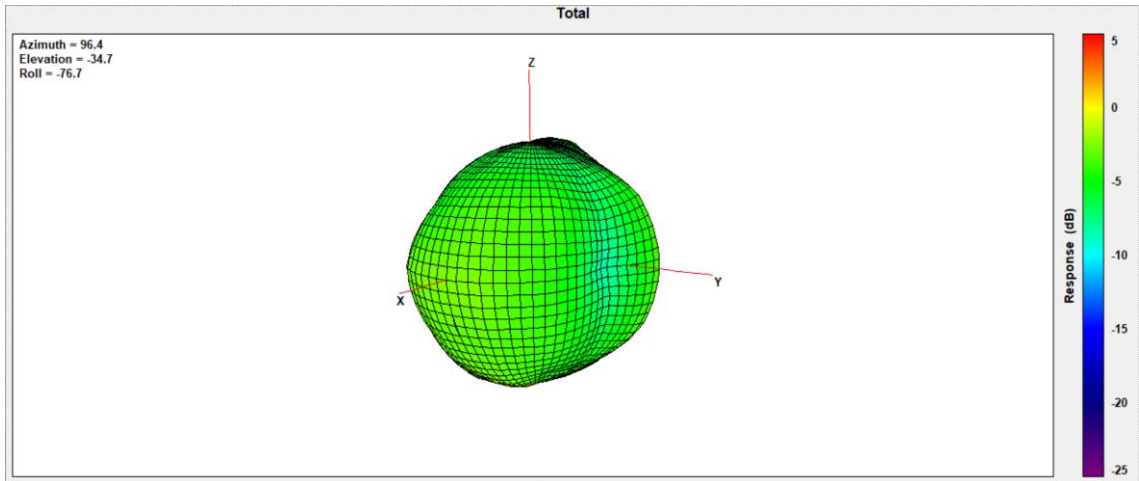 Total
Azimuth = 96.4
Elevation = -34.7
Roll = -76.7
Z
X
Y
5
0
-5
-10
-15
-20
-25
Response (dB)